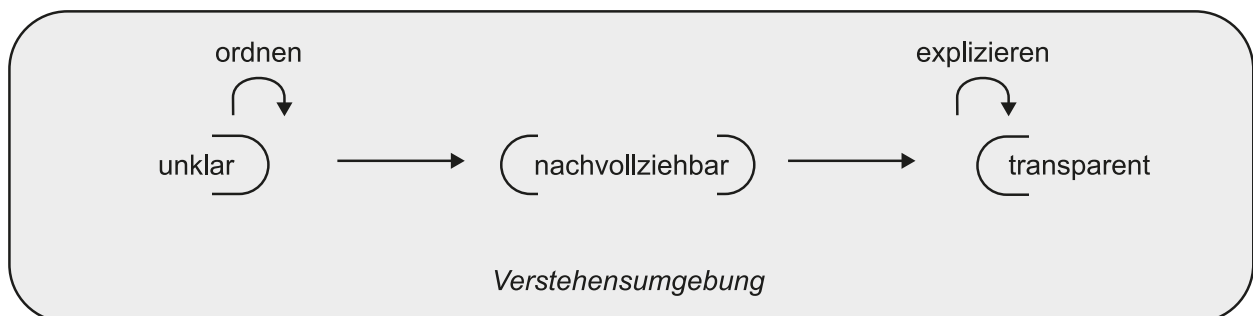 ordnen explizieren
unklar nachvollziehbar transparent
Verstehensumgebung